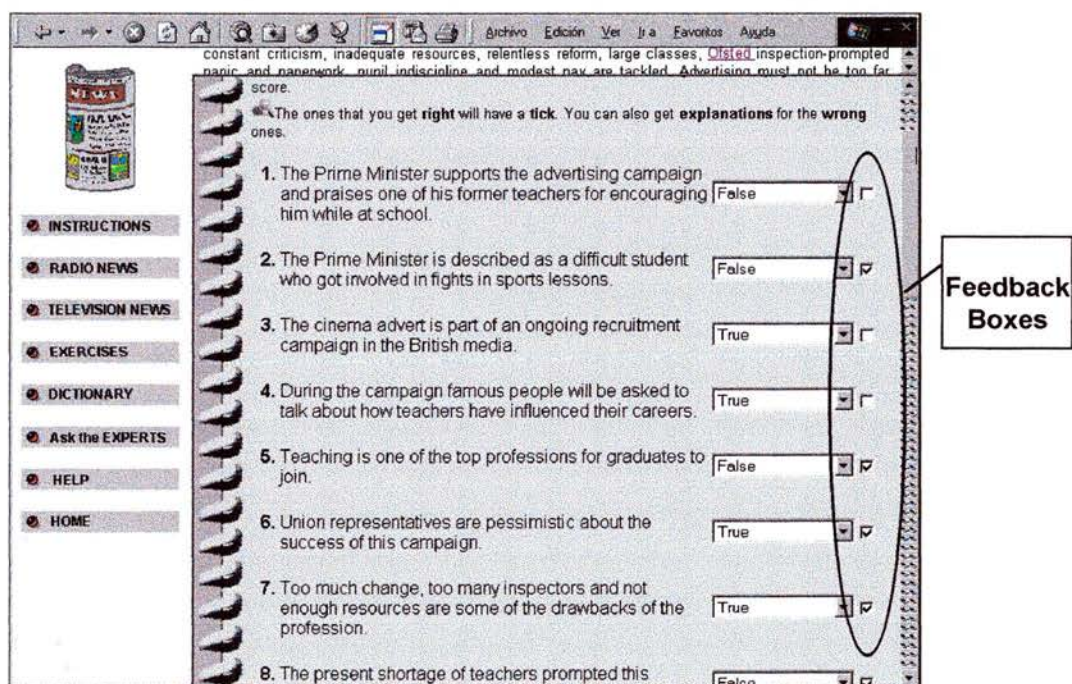 Archivo Edición Ver Ir a Favoritos Ayuda
constant criticism, inadequate resources, relentless reform, large classes, Ofsted inspection-prompted
panic and paperwork, pupil indiscipline and modest pay are tackled. Advertising must not be too far
score.
The ones that you get right will have a tick. You can also get explanations for the wrong
ones.
NEWS
INSTRUCTIONS
RADIO NEWS
TELEVISION NEWS
EXERCISES
DICTIONARY
Ask the EXPERTS
HELP
HOME
1. The Prime Minister supports the advertising campaign
and praises one of his former teachers for encouraging
him while at school.
False
2. The Prime Minister is described as a difficult student
who got involved in fights in sports lessons.
False
3. The cinema advert is part of an ongoing recruitment
campaign in the British media.
True
4. During the campaign famous people will be asked to
talk about how teachers have influenced their careers.
True
5. Teaching is one of the top professions for graduates to
join.
False
6. Union representatives are pessimistic about the
success of this campaign.
True
7. Too much change, too many inspectors and not
enough resources are some of the drawbacks of the
profession.
True
8. The present shortage of teachers prompted this
False
Feedback
Boxes